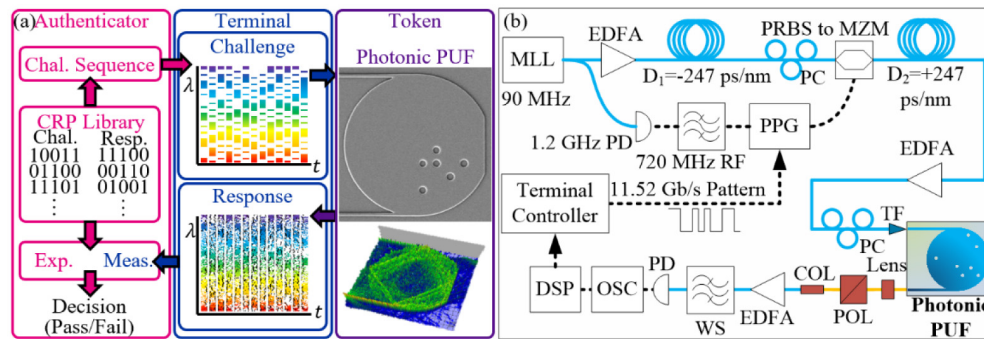 (a)
Authenticator
Chal. Sequence
CRP Library
Chal. Resp.
10011 11100
01100 00110
11101 01001
⋮ ⋮
Exp. Meas.
Decision
(Pass/Fail)
Terminal
Challenge
λ
t
Response
λ
t
Token
Photonic PUF
(b)
MLL
90 MHz
EDFA
D₁=-247 ps/nm
PRBS to MZM
PC
D₂=+247
ps/nm
1.2 GHz PD
720 MHz RF
PPG
EDFA
Terminal
Controller
11.52 Gb/s Pattern
PC
TF
DSP
OSC
PD
WS
EDFA
COL
POL
Lens
Photonic
PUF